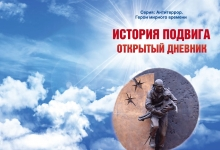 Серия: Антитеррор.
Герои мирного времени
ИСТОРИЯ ПОДВИГА
ОТКРЫТЫЙ ДНЕВНИК